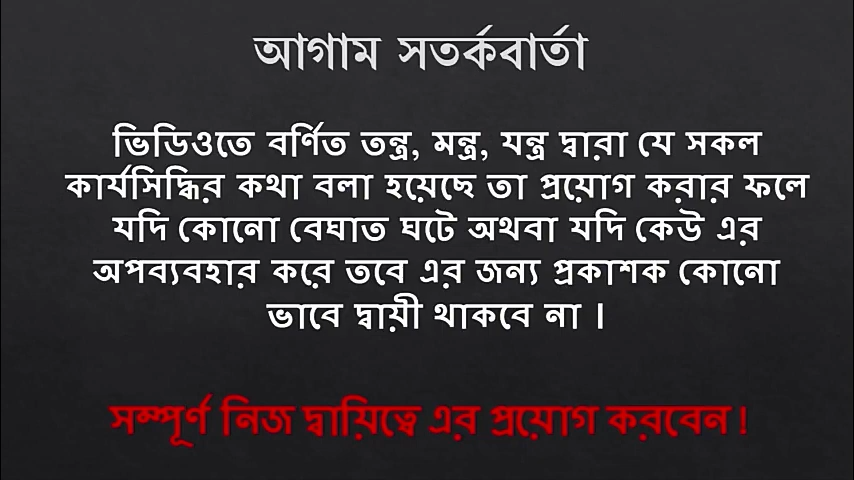 আগাম সতর্কবার্তা
ভিডিওতে বর্ণিত তন্ত্র, মন্ত্র, যন্ত্র দ্বারা যে সকল
কার্যসিদ্ধির কথা বলা হয়েছে তা প্রয়োগ করার ফলে
যদি কোনো বেঘাত ঘটে অথবা যদি কেউ এর
অপব্যবহার করে তবে এর জন্য প্রকাশক কোনো
ভাবে দ্বায়ী থাকবে না ।
সম্পূর্ণ নিজ দ্বায়িত্বে এর প্রয়োগ করবেন !